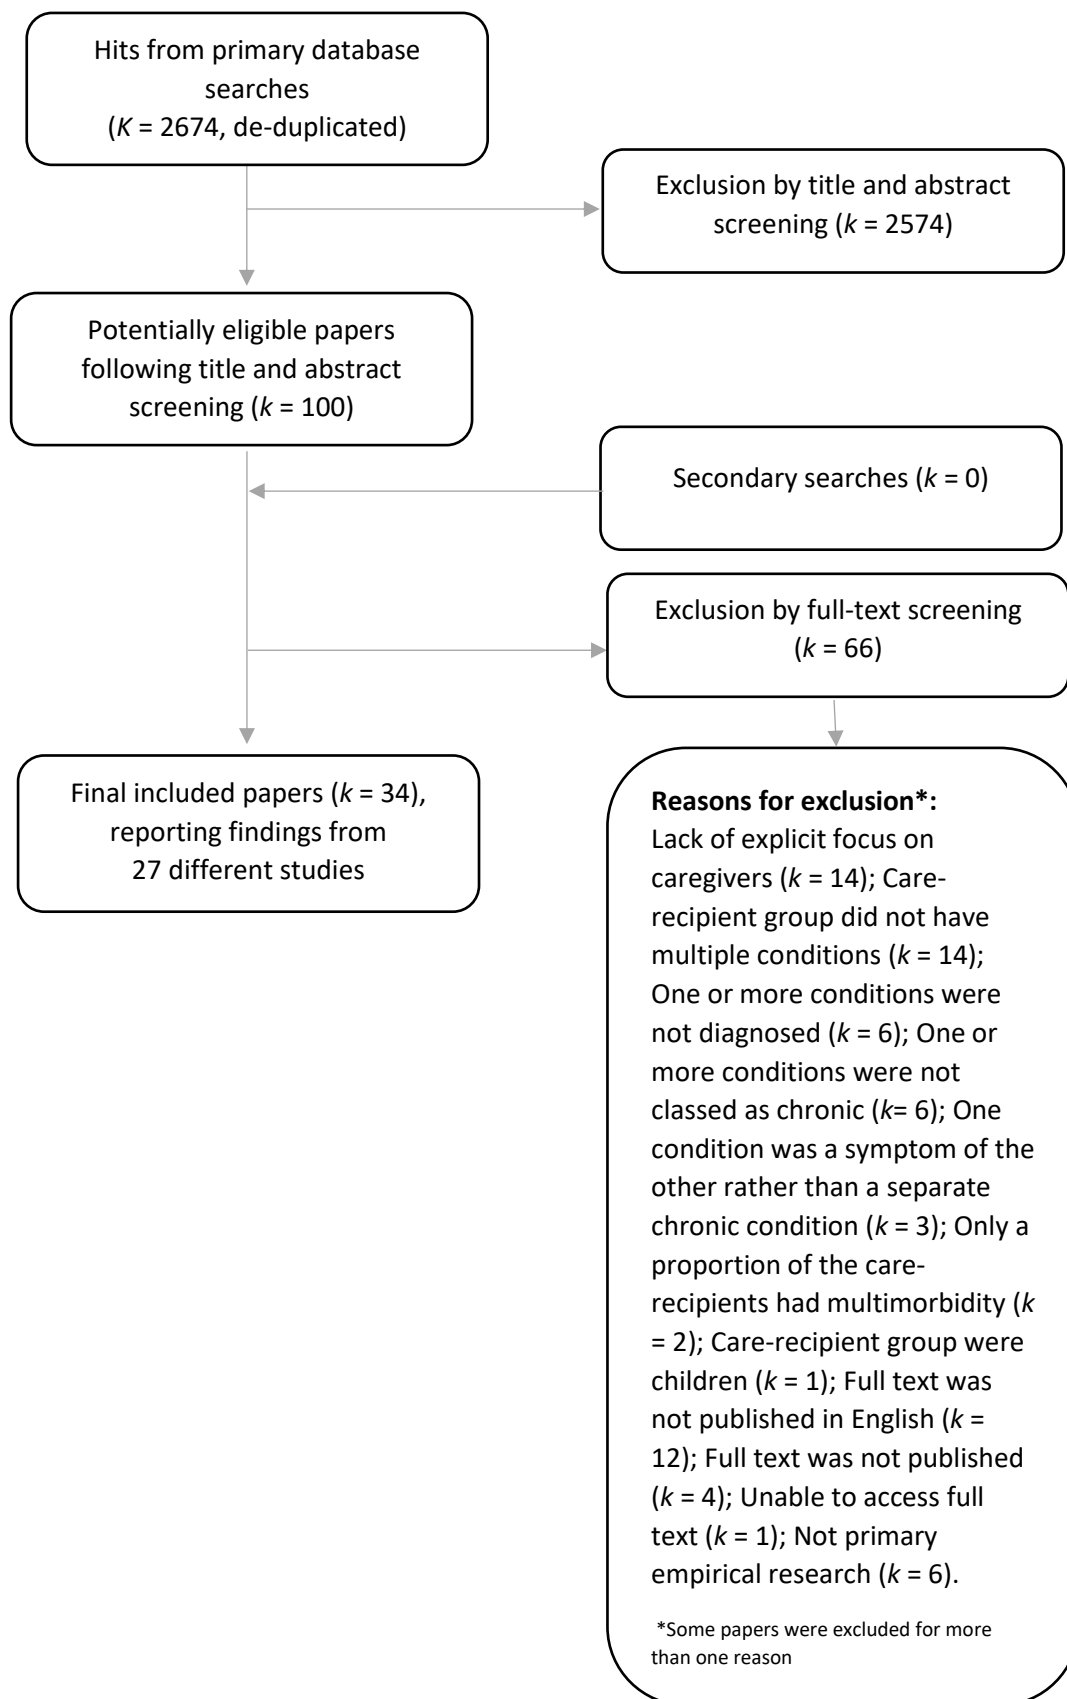 Hits from primary database
searches
(K = 2674, de-duplicated)
Exclusion by title and abstract
screening (k = 2574)
Potentially eligible papers
following title and abstract
screening (k = 100)
Secondary searches (k = 0)
Exclusion by full-text screening
(k = 66)
Final included papers (k = 34),
reporting findings from
27 different studies
Reasons for exclusion*:
Lack of explicit focus on
caregivers (k = 14); Care-
recipient group did not have
multiple conditions (k = 14);
One or more conditions were
not diagnosed (k = 6); One or
more conditions were not
classed as chronic (k= 6); One
condition was a symptom of the
other rather than a separate
chronic condition (k = 3); Only a
proportion of the care-
recipients had multimorbidity (k
= 2); Care-recipient group were
children (k = 1); Full text was
not published in English (k =
12); Full text was not published
(k = 4); Unable to access full
text (k = 1); Not primary
empirical research (k = 6).
*Some papers were excluded for more
than one reason